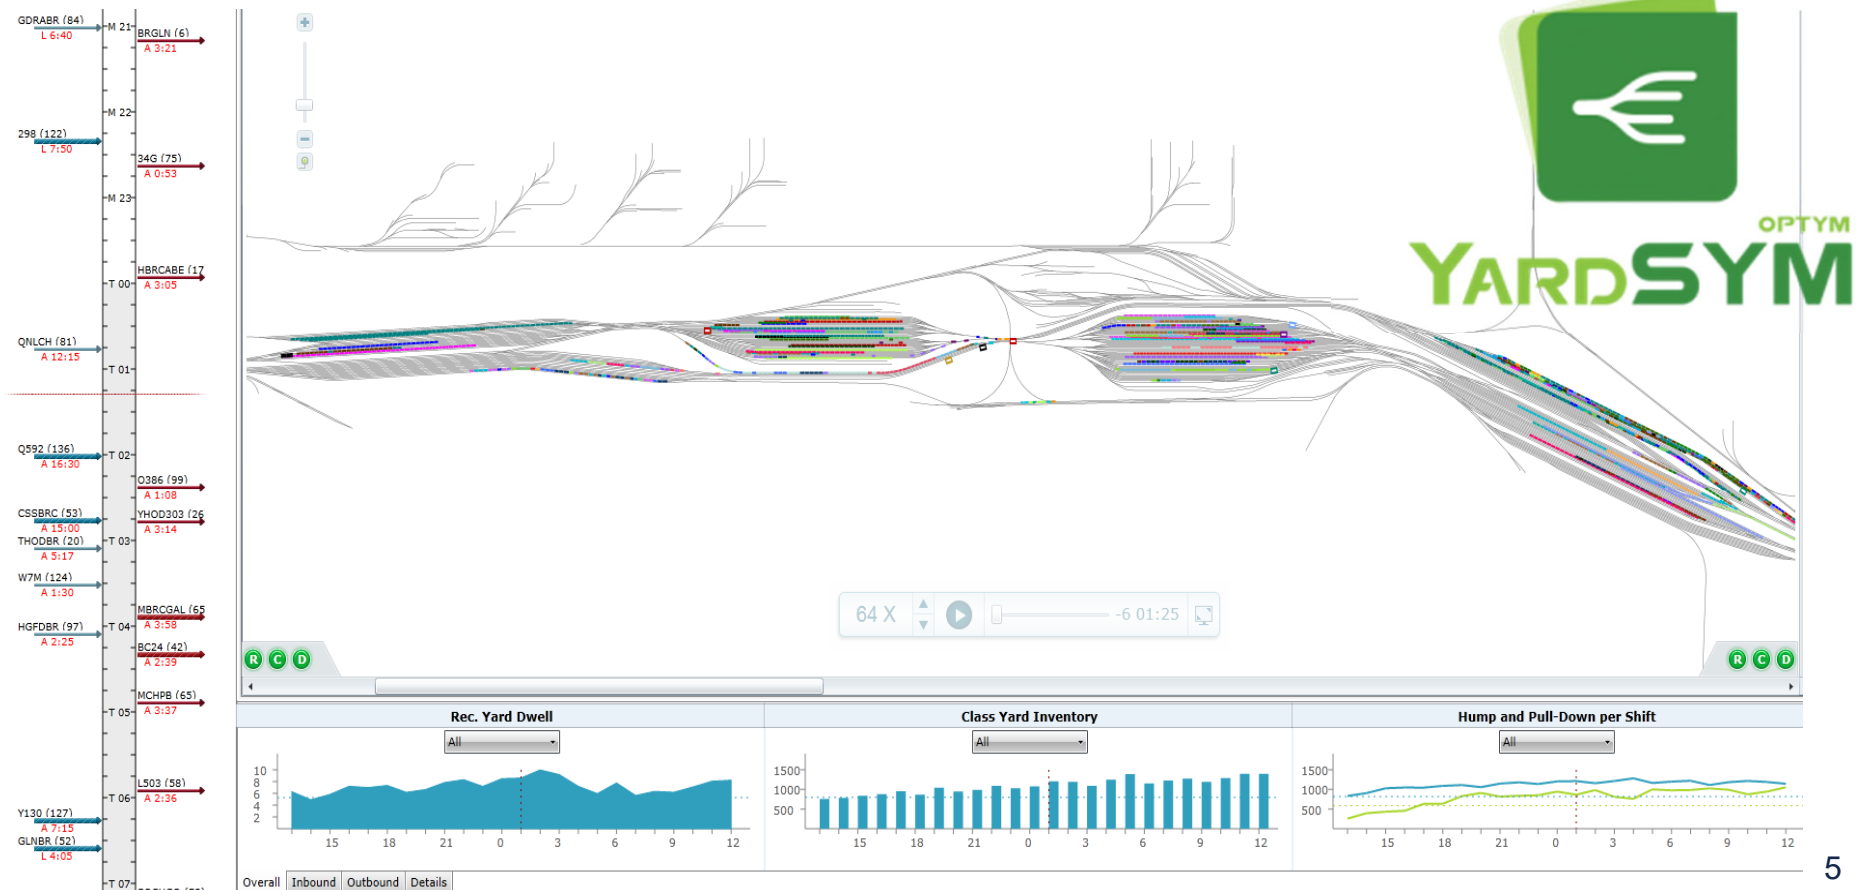 GDRABR (84)
L 6:40
298 (122)
L 7:50
QNLCH (81)
A 12:15
Q592 (136)
A 16:30
CSSBRC (53)
A 15:00
THODBR (20)
A 5:17
W7M (124)
A 1:30
HGFDBR (97)
A 2:25
Y130 (127)
A 7:15
GLNBR (52)
L 4:05
M 21
M 22
M 23
T 00
T 01
T 02
T 03
T 04
T 05
T 06
T 07
BRGLN (6)
A 3:21
34G (75)
A 0:53
HBRCABE (17
A 3:05
O386 (99)
A 1:08
YHOD303 (26
A 3:14
MBRCGAL (65
A 3:58
BC24 (42)
A 2:39
MCHPB (65)
A 3:37
L503 (58)
A 2:36
OPTYM
YARDSYM
64 X
-6 01:25
R C D
R C D
Rec. Yard Dwell
All
10
8
6
4
2
15 18 21 0 3 6 9 12
Class Yard Inventory
All
1500
1000
500
15 18 21 0 3 6 9 12
Hump and Pull-Down per Shift
All
1500
1000
500
15 18 21 0 3 6 9 12
Overall Inbound Outbound Details
5